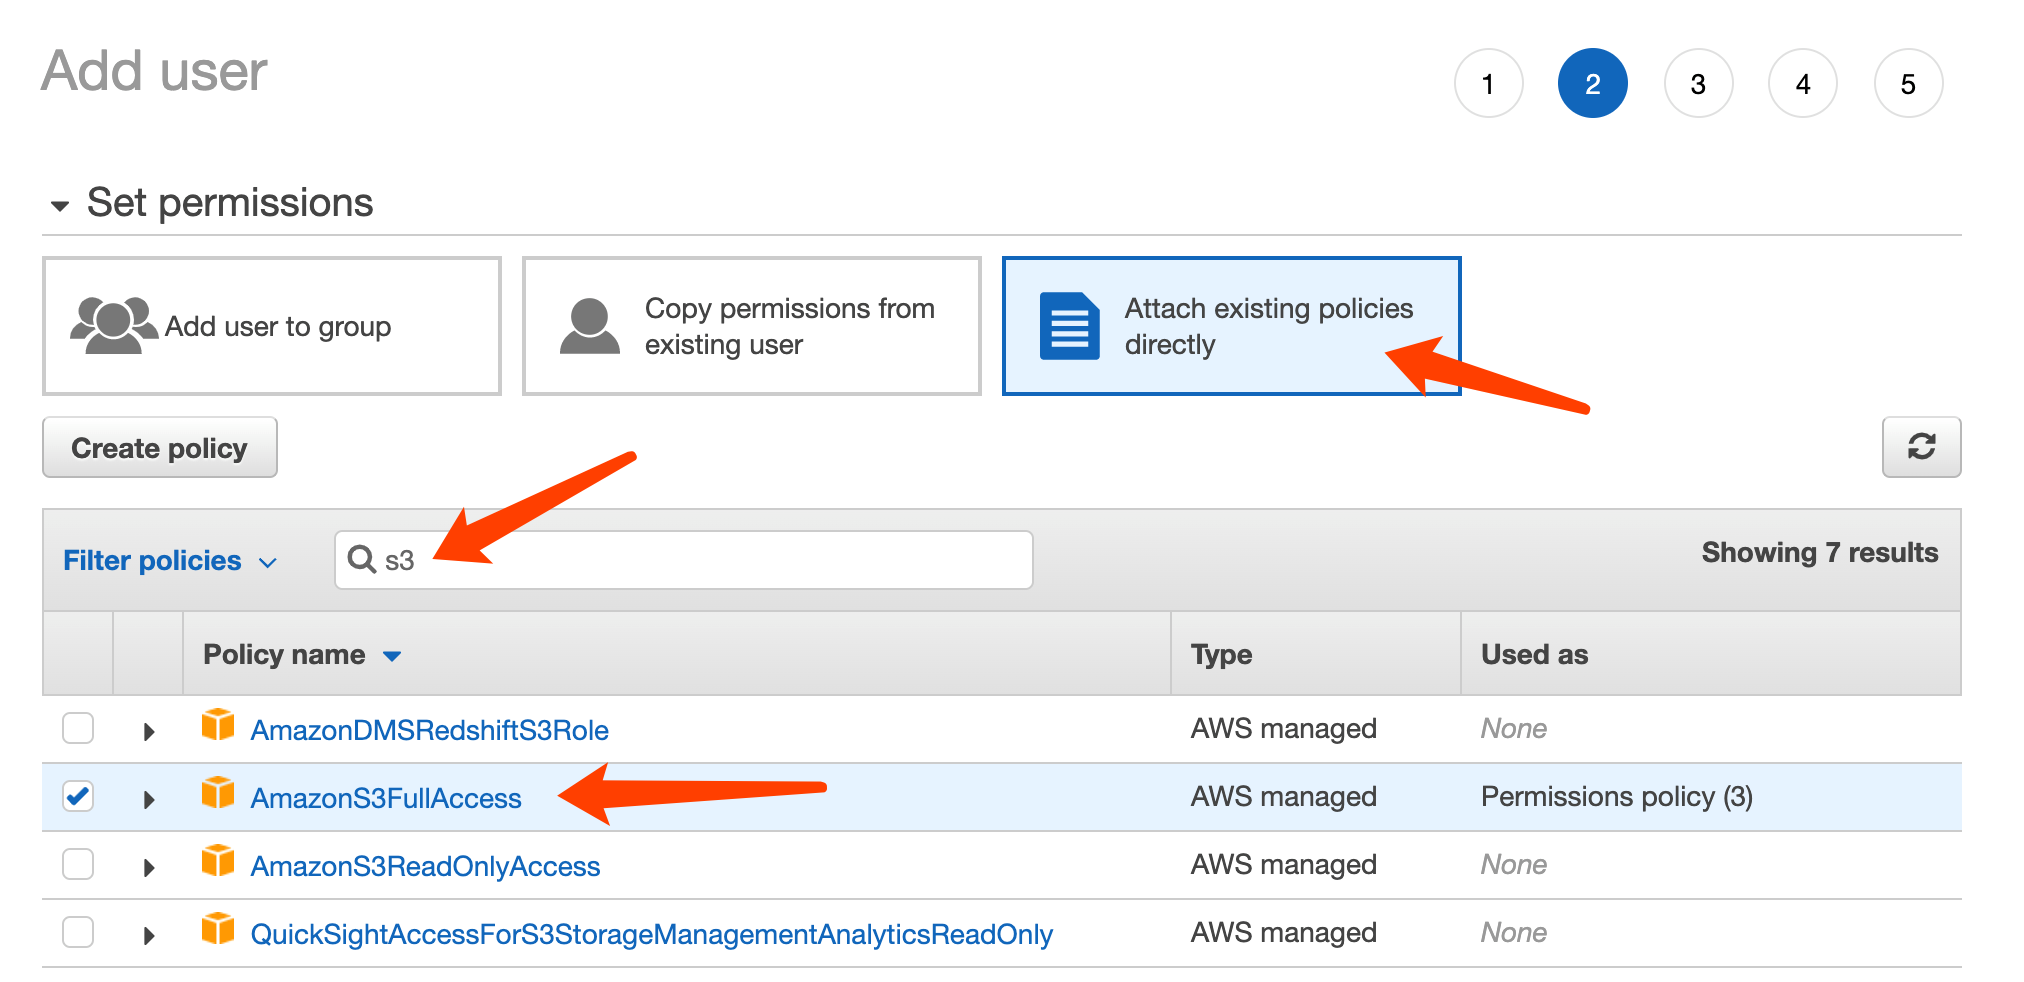 Add user
1 2 3 4 5
Set permissions
Add user to group
Copy permissions from
existing user
Attach existing policies
directly
Create policy
Filter policies
s3
Showing 7 results
Policy name Type Used as
AmazonDMSRedshiftS3Role AWS managed None
AmazonS3FullAccess AWS managed Permissions policy (3)
AmazonS3ReadOnlyAccess AWS managed None
QuickSightAccessForS3StorageManagementAnalyticsReadOnly AWS managed None